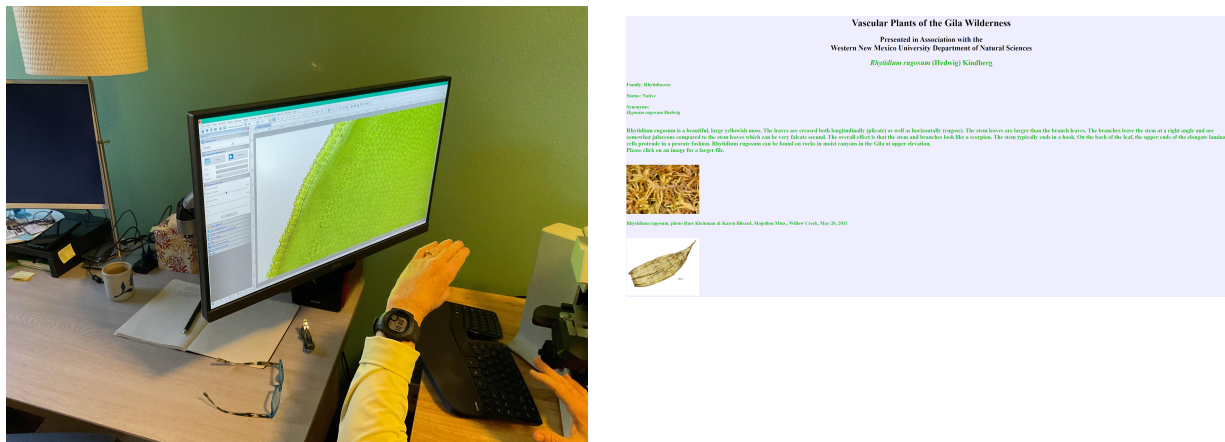 Vascular Plants of the Gila Wilderness
Presented in Association with the
Western New Mexico University Department of Natural Sciences
Rhytidium rugosum (Hedwig) Kindberg
Family: Rhytidiaceae
Status: Native
Synonyms:
Hypnum rugosum Hedwig
Rhytidium rugosum is a beautiful, large yellowish moss. The leaves are creased both longitudinally (plicate) as well as horizontally (rugose). The stem leaves are larger than the branch leaves. The branches leave the stem at a right angle and are
somewhat julaceous compared to the stem leaves which can be very falcate secund. The overall effect is that the stem and branches look like a scorpion. The stem typically ends in a hook. On the back of the leaf, the upper ends of the elongate lamina
cells protrude in a prorate fashion. Rhytidium rugosum can be found on rocks in moist canyons in the Gila at upper elevation.
Please click on an image for a larger file.
Rhytidium rugosum, photo Russ Kleinman & Karen Blisard, Mogollon Mtns., Willow Creek, May 20, 2011